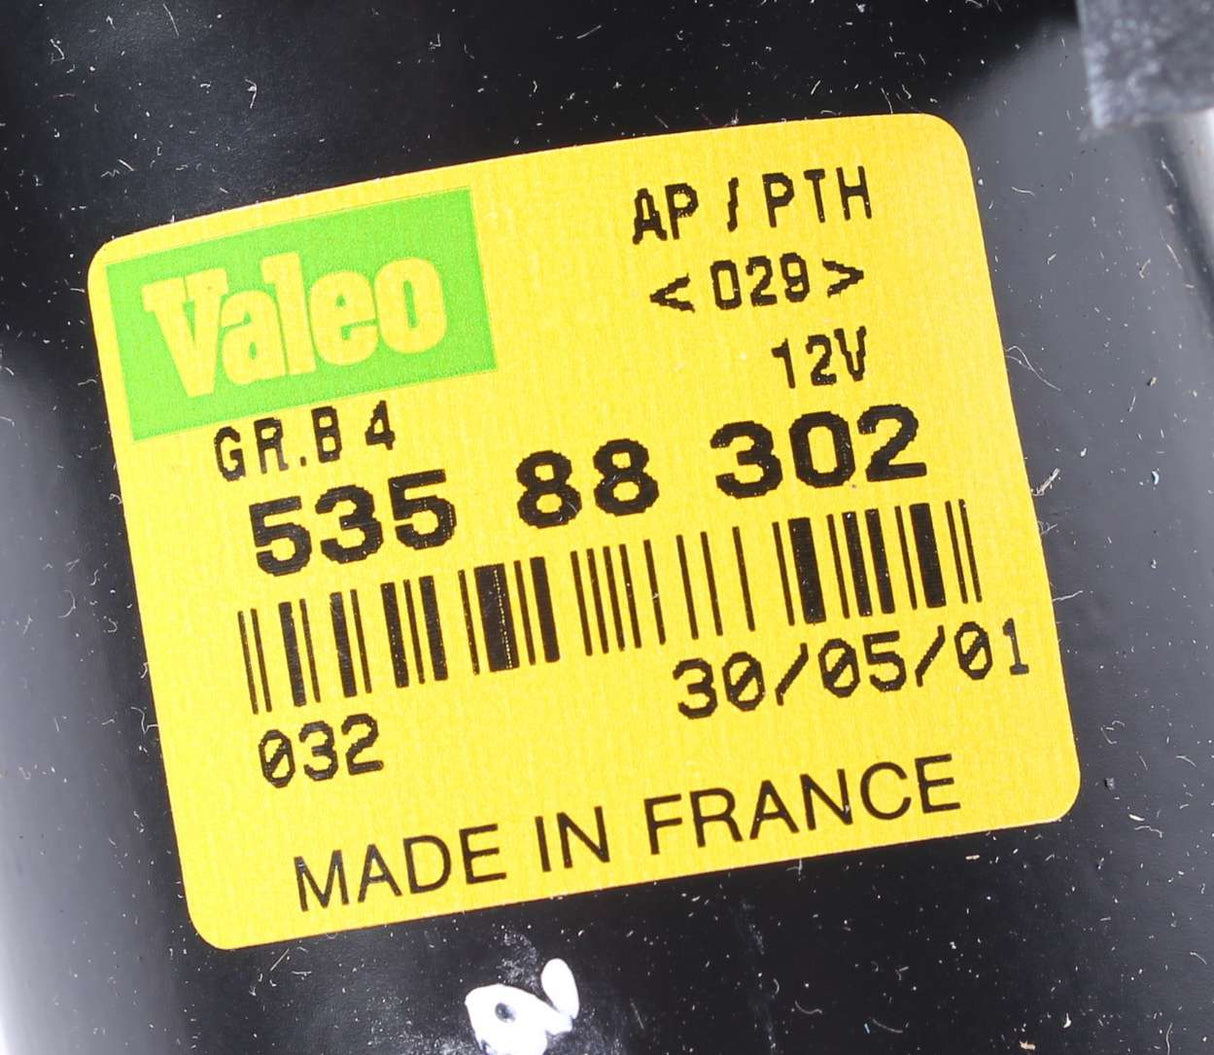 Valeo
AP / PTH
<029>
12V
GR.B 4
535 88 302
30/05/01
032
MADE IN FRANCE